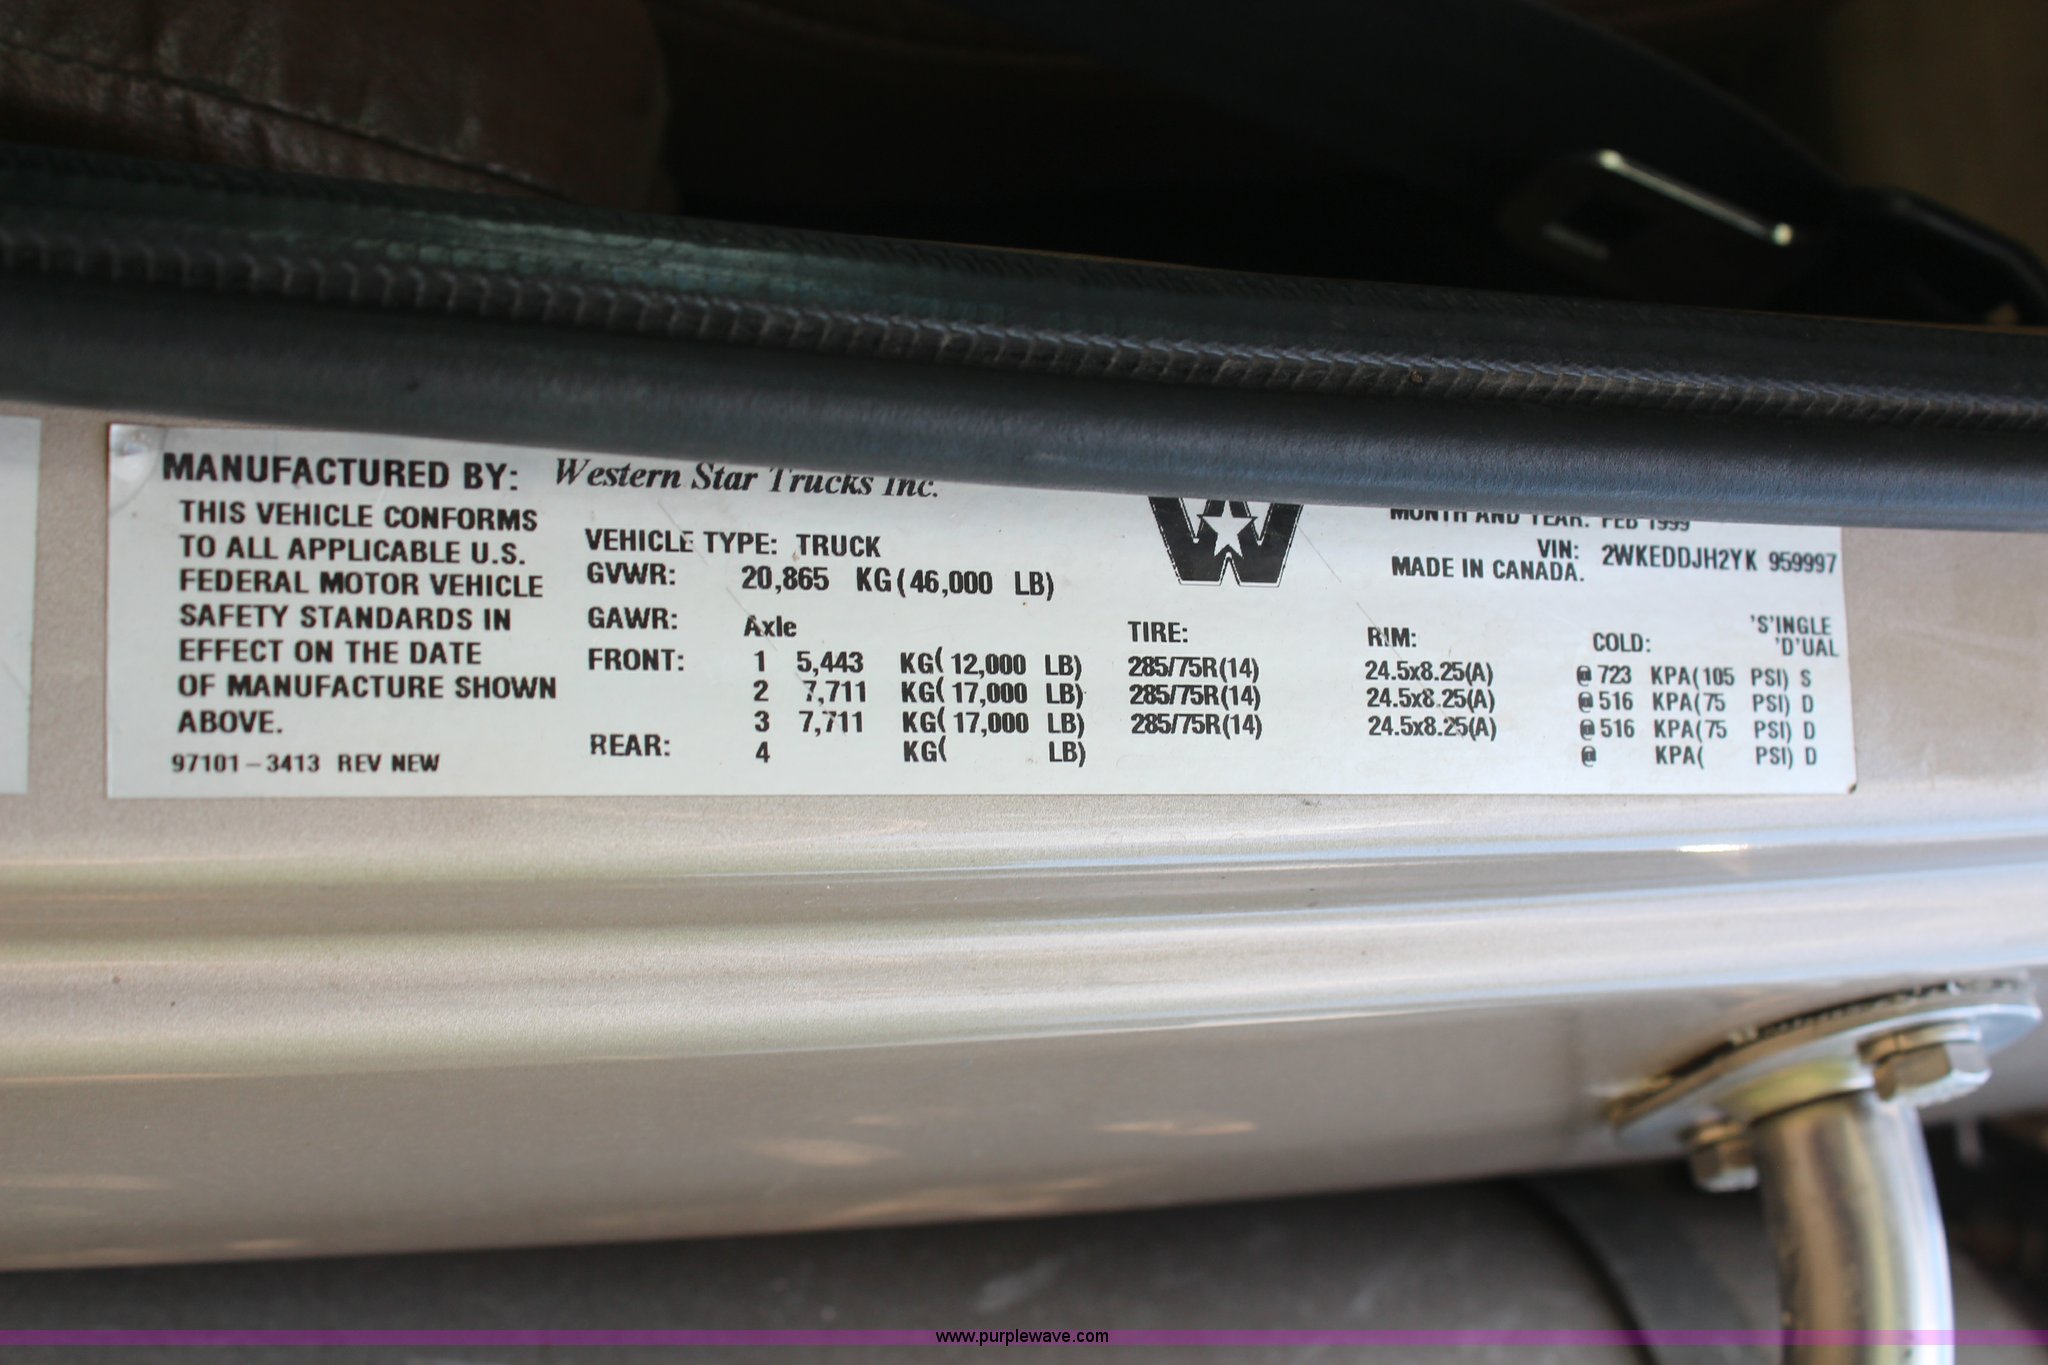 MANUFACTURED BY: Western Star Trucks Inc.
THIS VEHICLE CONFORMS
TO ALL APPLICABLE U.S.
FEDERAL MOTOR VEHICLE
SAFETY STANDARDS IN
EFFECT ON THE DATE
OF MANUFACTURE SHOWN
ABOVE.
97101-3413 REV NEW
VEHICLE TYPE: TRUCK
GVWR: 20,865 KG(46,000 LB)
MONTH AND YEAR: FEB 1999
VIN: 2WKEDDJH2YK 959997
MADE IN CANADA.
GAWR: Axle TIRE: RIM: COLD: 'S'INGLE
'D'UAL
FRONT: 1 5,443 KG( 12,000 LB) 285/75R(14) 24.5x8.25(A) @ 723 KPA(105 PSI) S
2 7,711 KG( 17,000 LB) 285/75R(14) 24.5x8.25(A) @ 516 KPA(75 PSI) D
3 7,711 KG( 17,000 LB) 285/75R(14) 24.5x8.25(A) @ 516 KPA(75 PSI) D
REAR: 4 KG( LB) @ KPA( PSI) D
www.purplewave.com